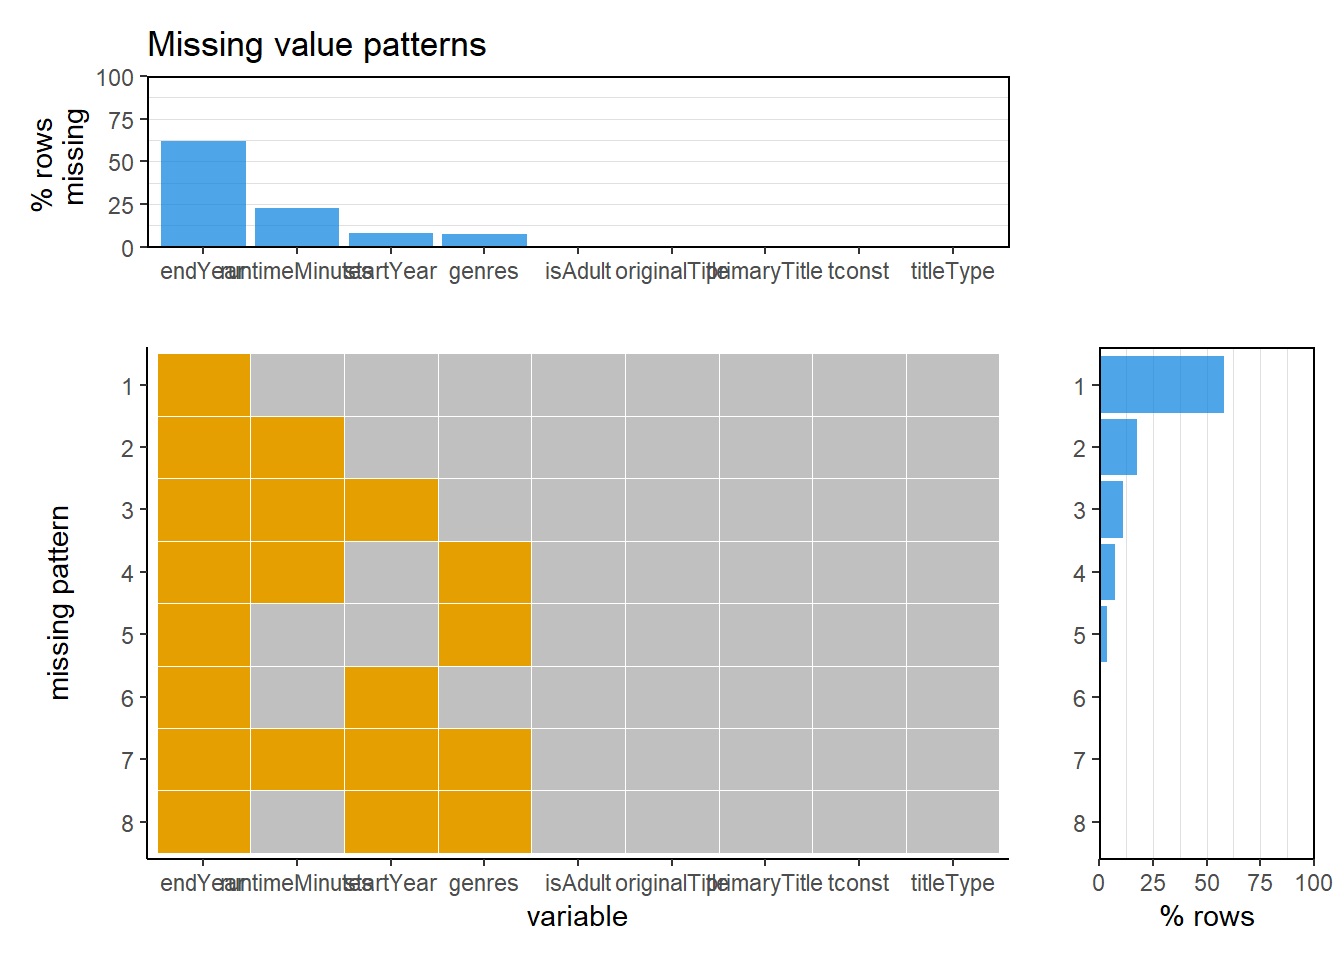 Missing value patterns
% rows
missing
100
75
50
25
0
endYear runtimeMinutes startYear genres isAdult originalTitle primaryTitle tconst titleType
missing pattern
1
2
3
4
5
6
7
8
endYear runtimeMinutes startYear genres isAdult originalTitle primaryTitle tconst titleType
variable
1
2
3
4
5
6
7
8
0 25 50 75 100
% rows